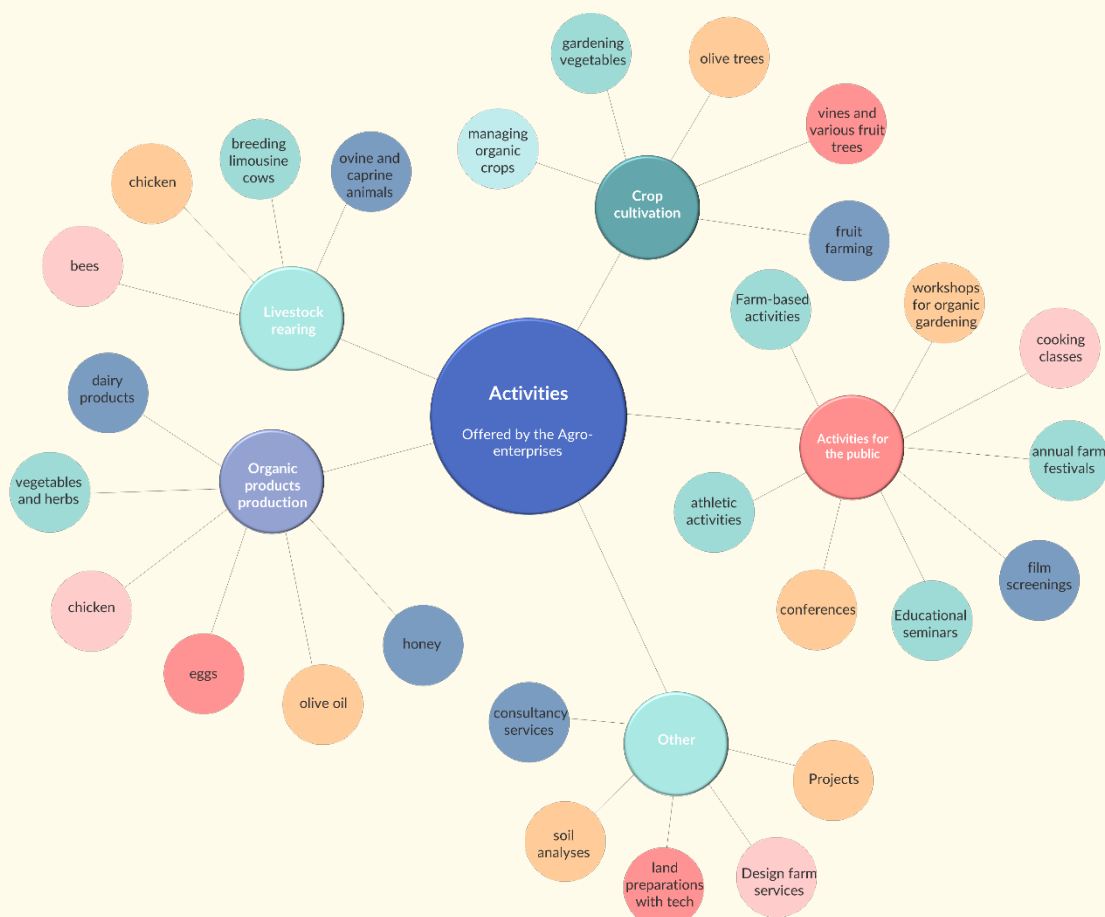 Activities
Offered by the Agro-
enterprises
Crop
cultivation
gardening
vegetables
olive trees
managing
organic
crops
vines and
various fruit
trees
fruit
farming
Livestock
rearing
breeding
limousine
cows
ovine and
caprine
animals
chicken
bees
Organic
products
production
dairy
products
vegetables
and herbs
chicken
eggs
olive oil
honey
Activities for
the public
Farm-based
activities
workshops
for organic
gardening
cooking
classes
annual farm
festivals
film
screenings
Educational
seminars
conferences
athletic
activities
Other
consultancy
services
soil
analyses
land
preparations
with tech
Design farm
services
Projects